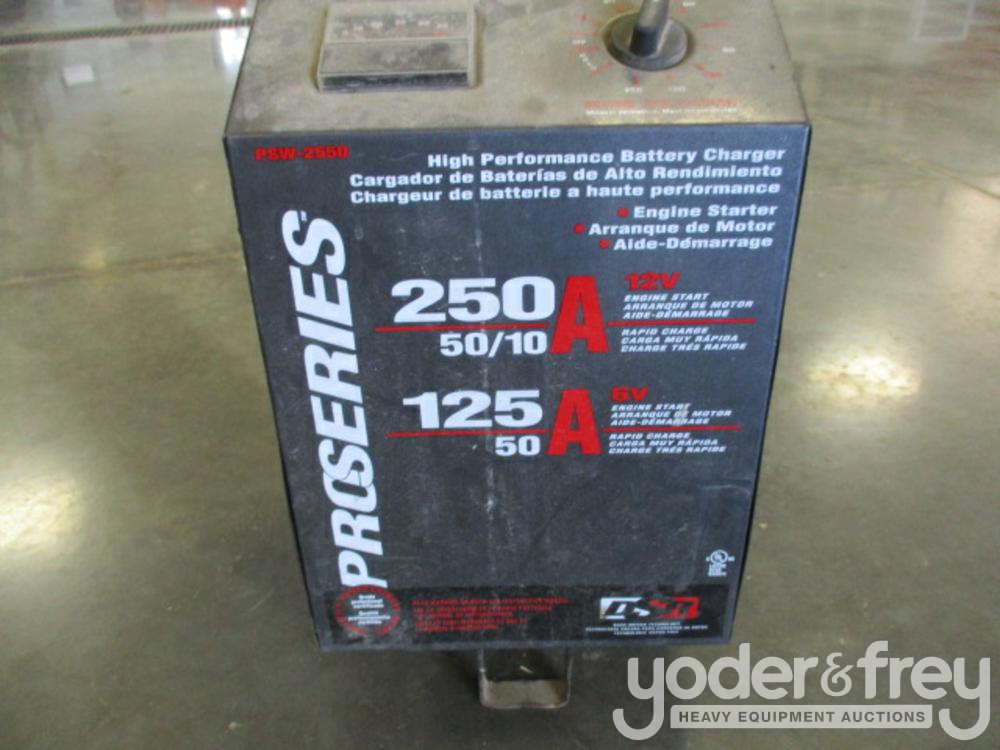 PSW-2550
High Performance Battery Charger
Cargador de Baterías de Alto Rendimiento
Chargeur de batterie a haute performance
Engine Starter
Arranque de Motor
Aide-Démarrage
PROSERIES
250
50/10
A
12V
ENGINE START
ARRANQUE DE MOTOR
AIDE-DÉMARRAGE
RAPID CHARGE
CARGA MUY RÁPIDA
CHARGE TRÉS RAPIDE
125
50
A
6V
ENGINE START
ARRANQUE DE MOTOR
AIDE-DÉMARRAGE
RAPID CHARGE
CARGA MUY RÁPIDA
CHARGE TRÉS RAPIDE
yoder&frey
HEAVY EQUIPMENT AUCTIONS